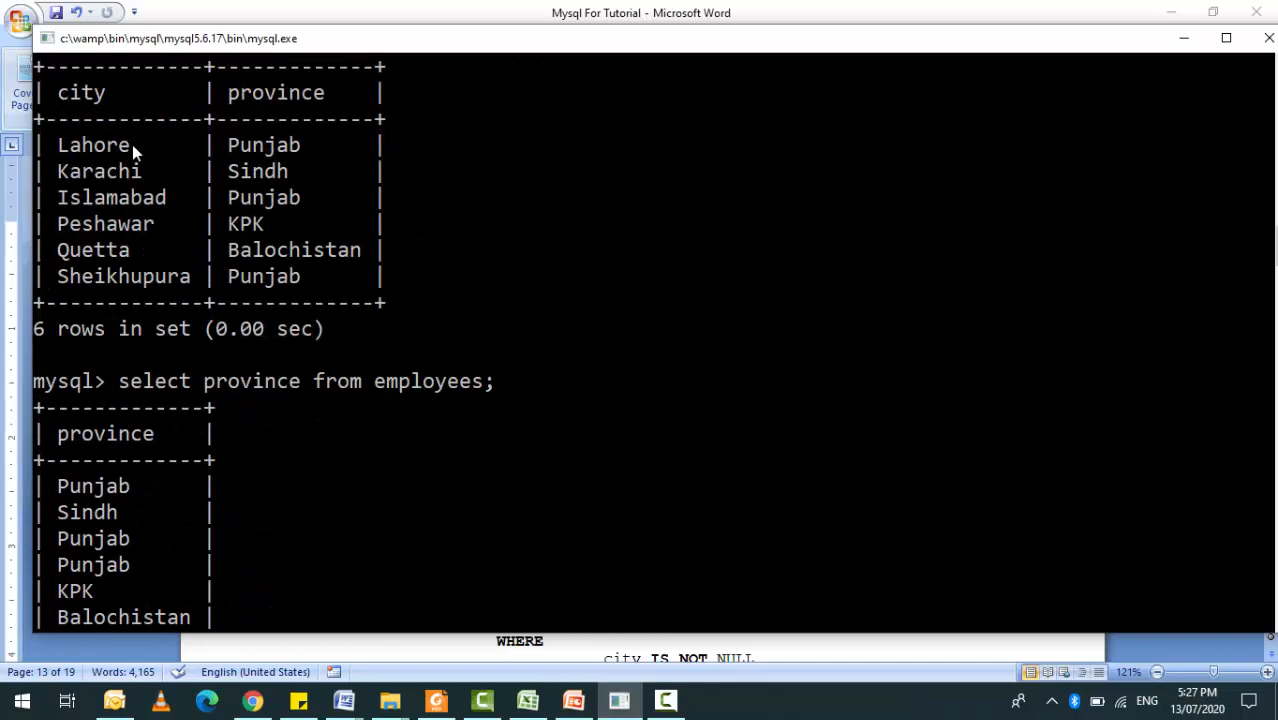 Mysql For Tutorial - Microsoft Word
c:\wamp\bin\mysql\mysql5.6.17\bin\mysql.exe
Cov
Page
+-------------+-------------+
| city | province |
+-------------+-------------+
| Lahore | Punjab |
| Karachi | Sindh |
| Islamabad | Punjab |
| Peshawar | KPK |
| Quetta | Balochistan |
| Sheikhupura | Punjab |
+-------------+-------------+
6 rows in set (0.00 sec)
mysql> select province from employees;
+-------------+
| province |
+-------------+
| Punjab |
| Sindh |
| Punjab |
| Punjab |
| KPK |
| Balochistan |
WHERE
city IS NOT NULL
Page: 13 of 19 Words: 4,165 English (United States) 121%
ENG 5:27 PM
13/07/2020